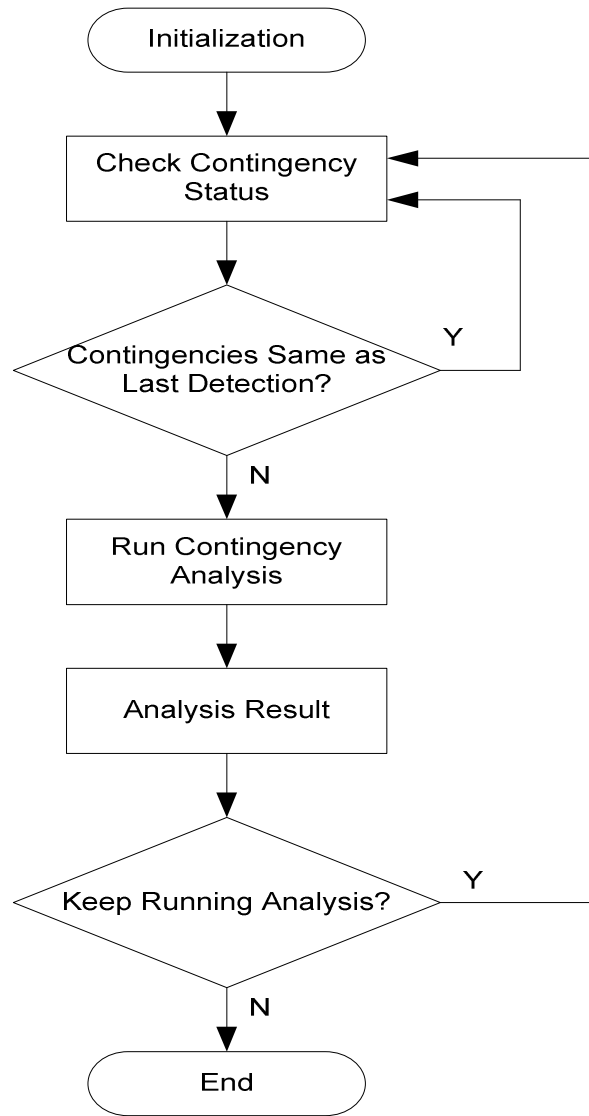 Initialization
Check Contingency
Status
Contingencies Same as
Last Detection?
Y
N
Run Contingency
Analysis
Analysis Result
Keep Running Analysis?
Y
N
End